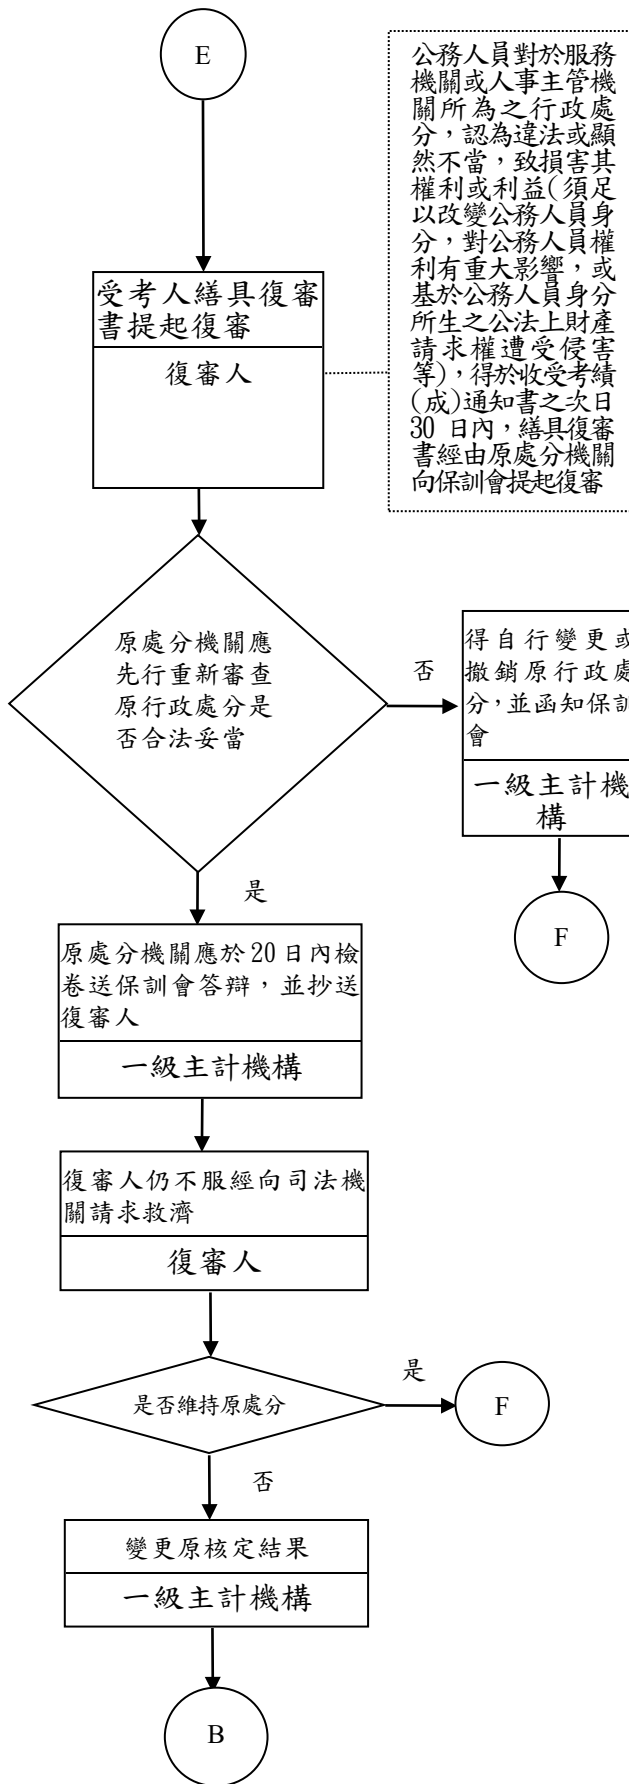 E
公務人員對於服務
機關或人事主管機
關所為之行政處
分，認為違法或顯
然不當，致損害其
權利或利益(須足
以改變公務人員身
分，對公務人員權
利有重大影響，或
基於公務人員身分
所生之公法上財產
請求權遭受侵害
等)，得於收受考績
(成)通知書之次日
30 日內，繕具復審
書經由原處分機關
向保訓會提起復審
受考人繕具復審
書提起復審
復審人
原處分機關應
先行重新審查
原行政處分是
否合法妥當
否
得自行變更或
撤銷原行政處
分，並函知保訓
會
一級主計機
構
F
是
原處分機關應於 20 日內檢
卷送保訓會答辯，並抄送
復審人
一級主計機構
復審人仍不服經向司法機
關請求救濟
復審人
是否維持原處分
是
F
否
變更原核定結果
一級主計機構
B